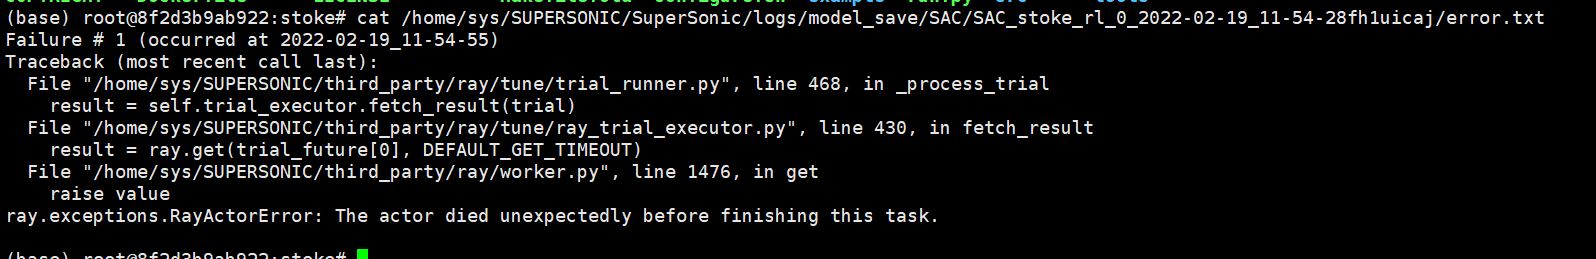 (base) root@8f2d3b9ab922:stoke# cat /home/sys/SUPERSONIC/SuperSonic/logs/model_save/SAC/SAC_stoke_rl_0_2022-02-19_11-54-28fh1uicaj/error.txt
Failure # 1 (occurred at 2022-02-19_11-54-55)
Traceback (most recent call last):
  File "/home/sys/SUPERSONIC/third_party/ray/tune/trial_runner.py", line 468, in _process_trial
    result = self.trial_executor.fetch_result(trial)
  File "/home/sys/SUPERSONIC/third_party/ray/tune/ray_trial_executor.py", line 430, in fetch_result
    result = ray.get(trial_future[0], DEFAULT_GET_TIMEOUT)
  File "/home/sys/SUPERSONIC/third_party/ray/worker.py", line 1476, in get
    raise value
ray.exceptions.RayActorError: The actor died unexpectedly before finishing this task.
(base) root@8f2d3b9ab922:stoke#